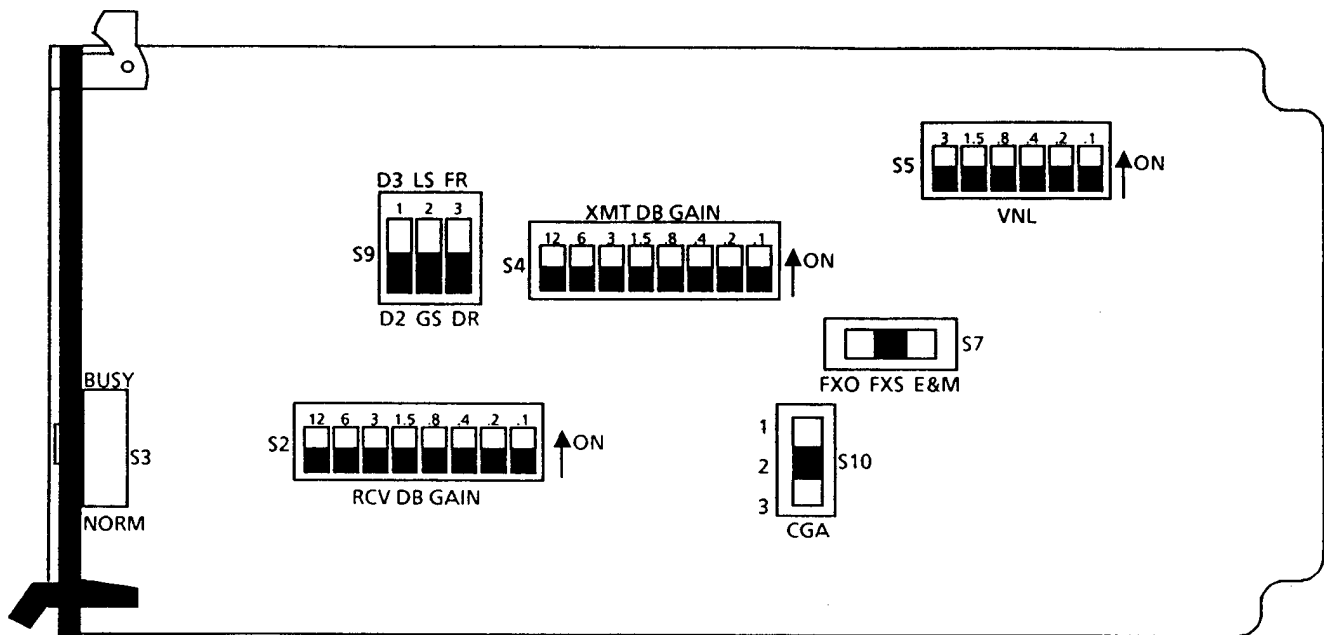 3 1.5 .8 .4 .2 .1
S5
ON
VNL
D3 LS FR
1 2 3
S9
D2 GS DR
XMT DB GAIN
12 6 3 1.5 .8 .4 .2 .1
S4
ON
S7
FXO FXS E&M
BUSY
S3
NORM
12 6 3 1.5 .8 .4 .2 .1
S2
ON
RCV DB GAIN
1
2
3
S10
CGA